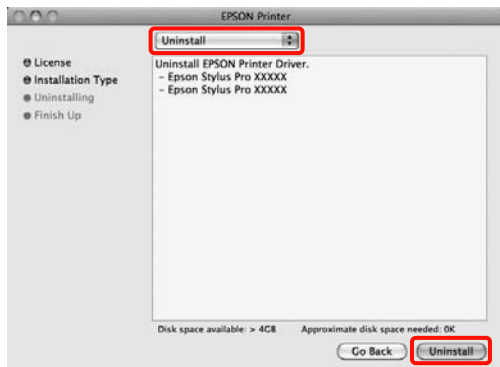 EPSON Printer
Uninstall
License
Installation Type
Uninstalling
Finish Up
Uninstall EPSON Printer Driver.
- Epson Stylus Pro XXXXX
- Epson Stylus Pro XXXXX
Disk space available: > 4GB Approximate disk space needed: 0K
Go Back Uninstall